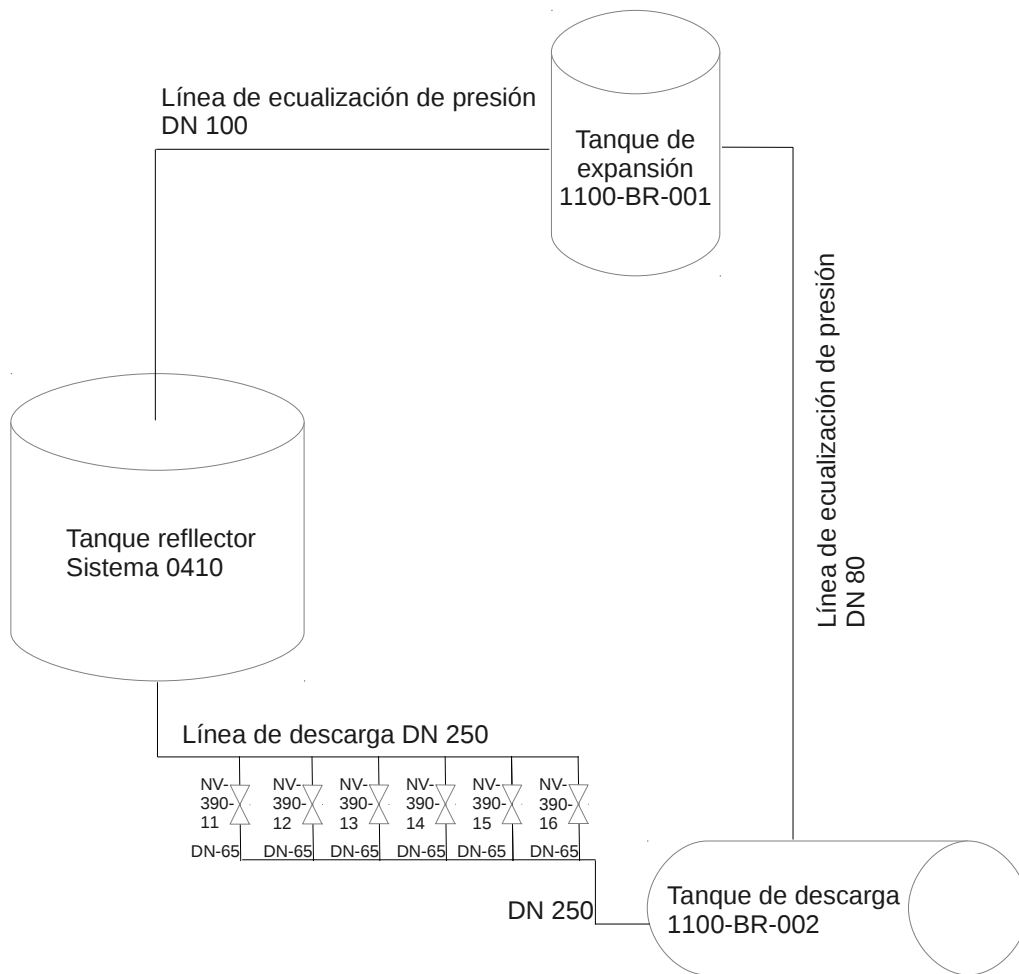 Línea de ecualización de presión
DN 100
Tanque de
expansión
1100-BR-001
Línea de ecualización de presión
DN 80
Tanque refllector
Sistema 0410
Línea de descarga DN 250
NV-
390-
11
NV-
390-
12
NV-
390-
13
NV-
390-
14
NV-
390-
15
NV-
390-
16
DN-65
DN-65
DN-65
DN-65
DN-65
DN-65
DN 250
Tanque de descarga
1100-BR-002